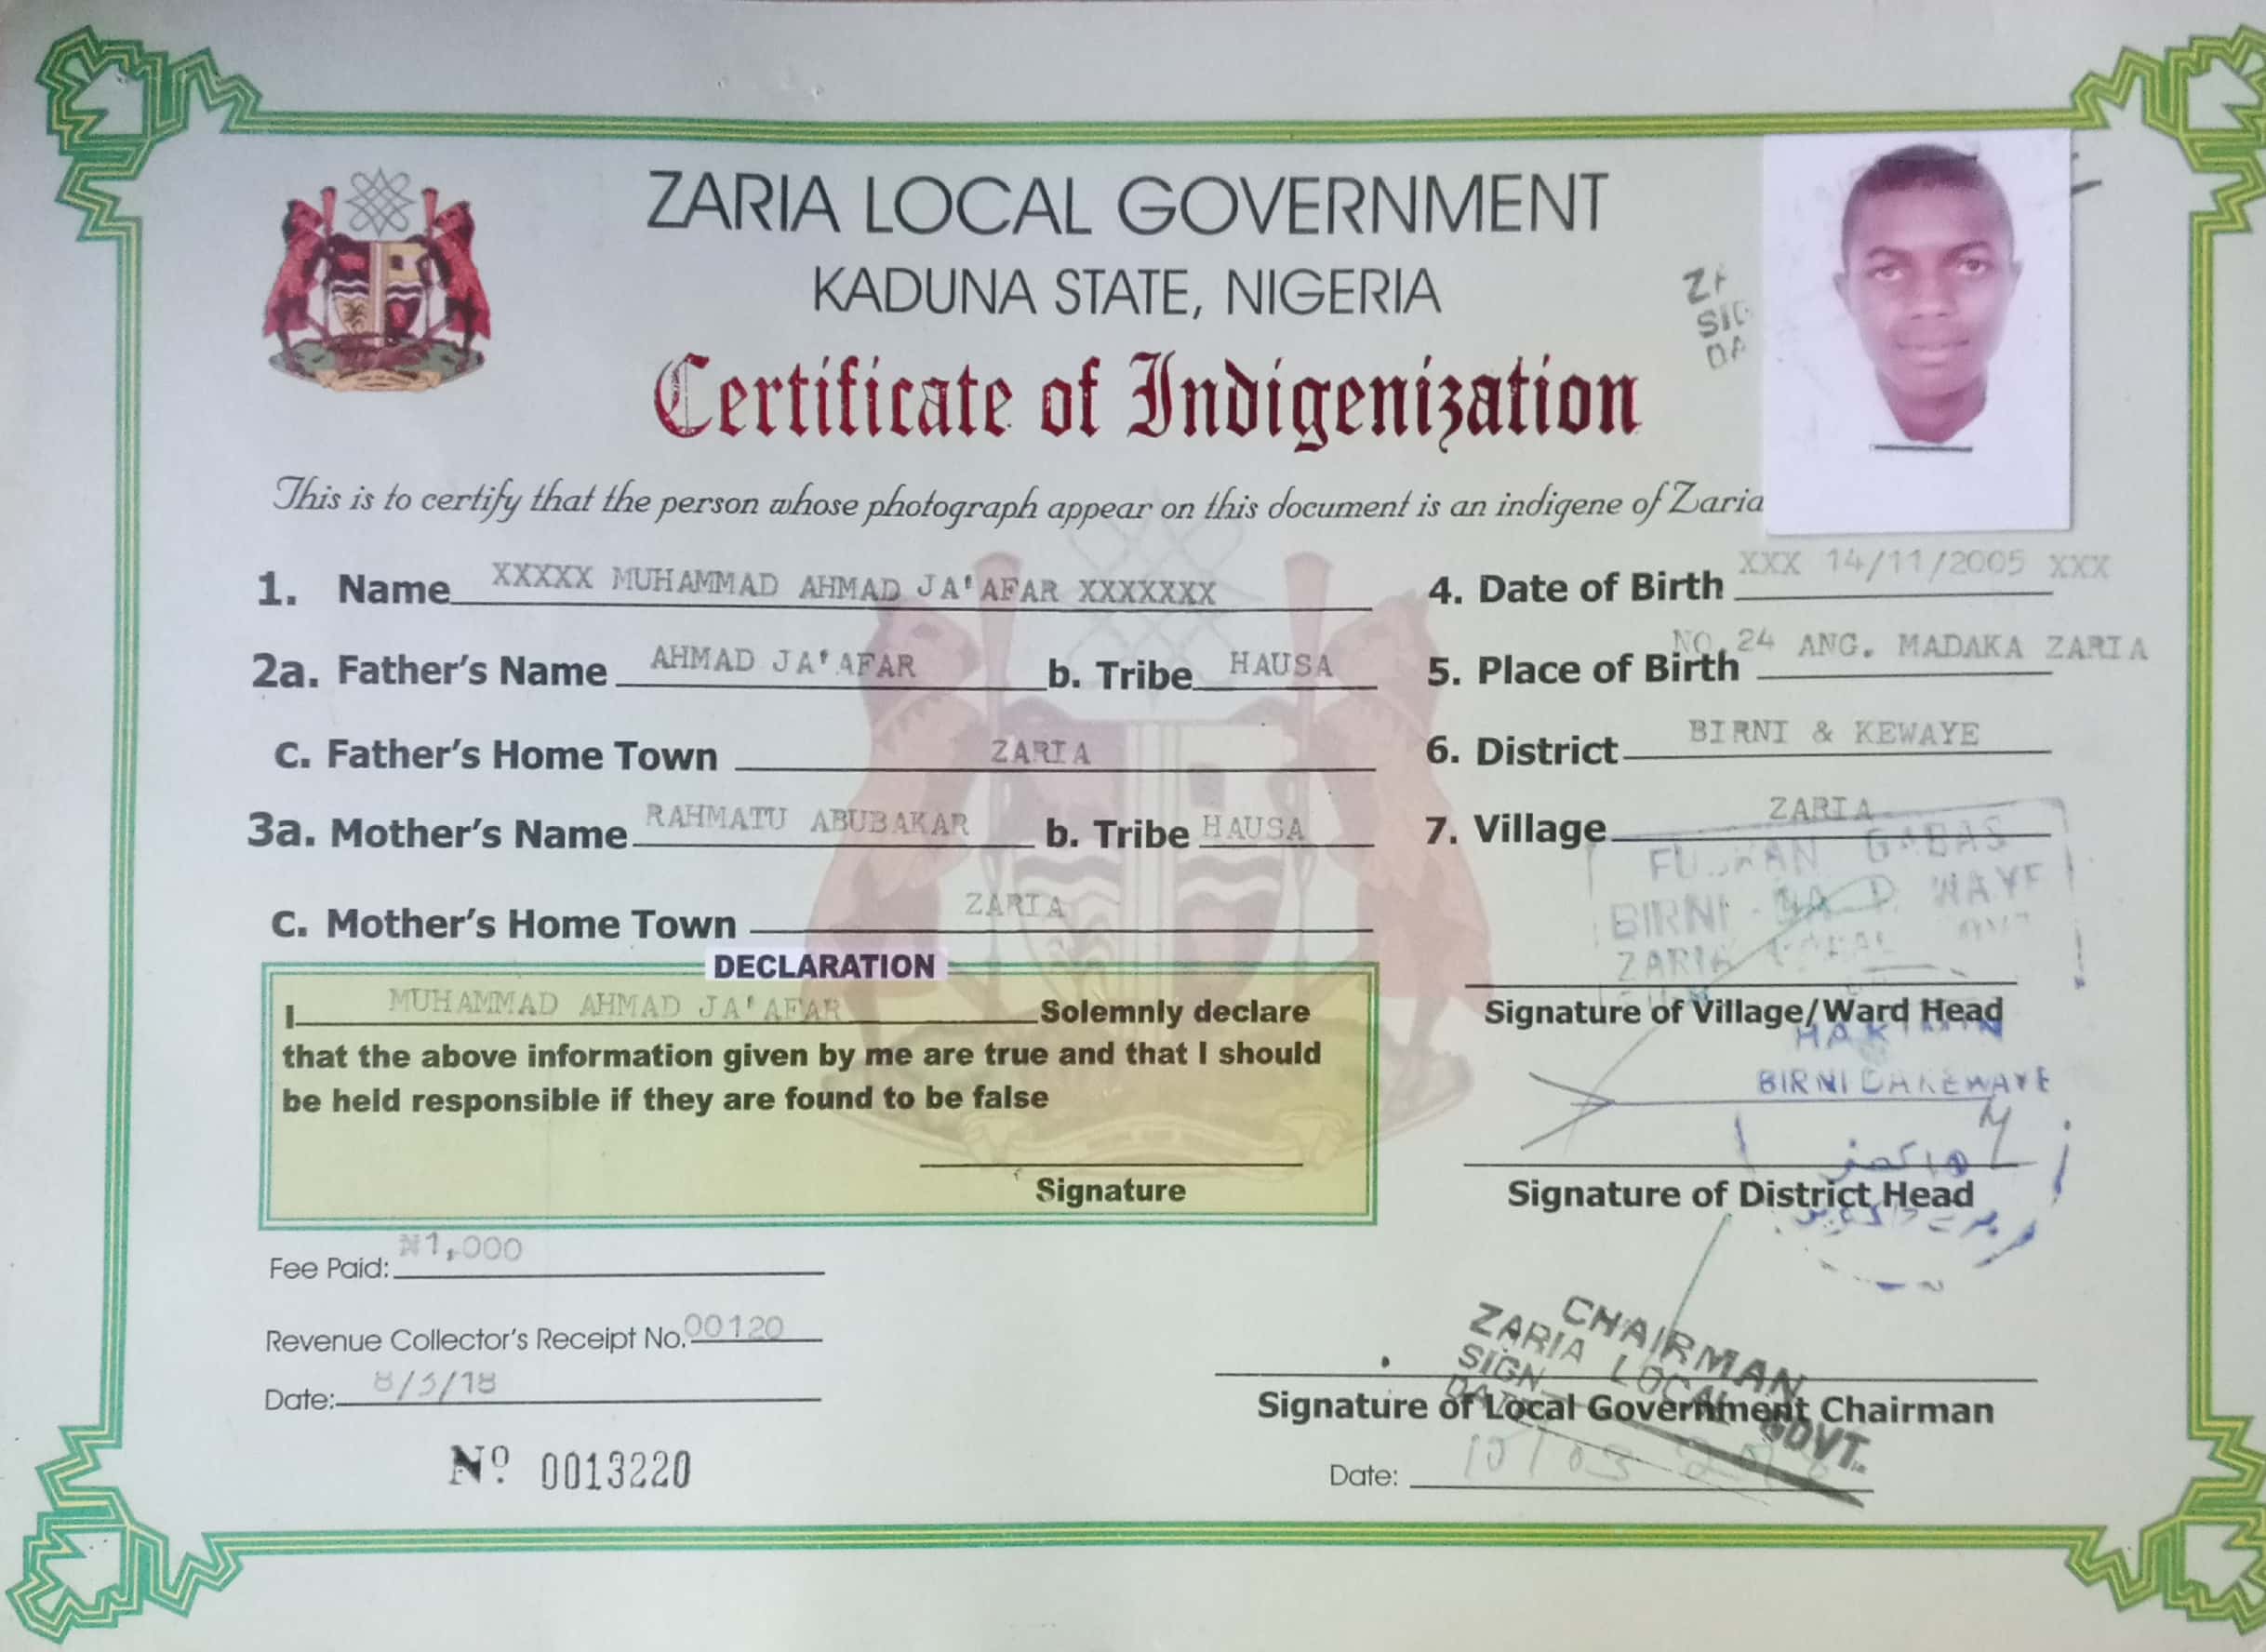 ZARIA LOCAL GOVERNMENT
KADUNA STATE, NIGERIA
Certificate of Indigenization
This is to certify that the person whose photograph appear on this document is an indigene of Zaria
1. Name XXXXX MUHAMMAD AHMAD JA'AFAR XXXXXXX
2a. Father's Name AHMAD JA'AFAR b. Tribe HAUSA
C. Father's Home Town ZARIA
3a. Mother's Name RAHMATU ABUBAKAR b. Tribe HAUSA
C. Mother's Home Town ZARIA
4. Date of Birth XXX 14/11/2005 XXX
5. Place of Birth NO.24 ANG. MADAKA ZARIA
6. District BIRNI & KEWAYE
7. Village ZARIA
BIRNI
ZARIA
Signature of Village/Ward Head
BIRNI DAKEWAYE
Signature of District Head
DECLARATION
I MUHAMMAD AHMAD JA'AFAR Solemnly declare
that the above information given by me are true and that I should
be held responsible if they are found to be false
Signature
Fee Paid: ₦1,000
Revenue Collector's Receipt No. 00120
Date: 8/3/18
Nº 0013220
CHAIRMAN
ZARIA LOCAL GOVT.
SIGN
Signature of Local Government Chairman
Date: